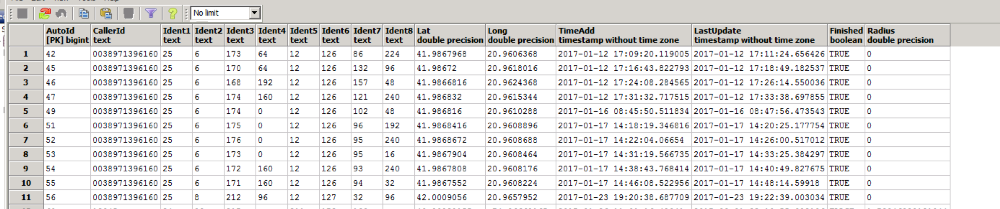 No limit
AutoId CallerId Ident1 Ident2 Ident3 Ident4 Ident5 Ident6 Ident7 Ident8 Lat Long TimeAdd LastUpdate Finished Radius
[PK] bigint text text text text text text text text text double precision double precision timestamp without time zone timestamp without time zone boolean double precision
1 42 0038971396160 25 6 173 64 12 126 86 224 41.9867968 20.9606368 2017-01-12 17:09:20.119005 2017-01-12 17:11:24.656426 TRUE 0
2 45 0038971396160 25 6 170 64 12 126 132 96 41.98672 20.9618016 2017-01-12 17:16:43.822793 2017-01-12 17:18:49.182537 TRUE 0
3 46 0038971396160 25 6 168 192 12 126 157 48 41.9866816 20.9624368 2017-01-12 17:24:08.284565 2017-01-12 17:26:14.550036 TRUE 0
4 47 0038971396160 25 6 174 160 12 126 121 240 41.986832 20.9615344 2017-01-12 17:31:32.717515 2017-01-12 17:33:38.697855 TRUE 0
5 49 0038971396160 25 6 174 0 12 126 102 48 41.986816 20.9610288 2017-01-16 08:45:50.511834 2017-01-16 08:47:56.473543 TRUE 0
6 51 0038971396160 25 6 175 0 12 126 96 192 41.9868416 20.9608896 2017-01-17 14:18:19.346816 2017-01-17 14:20:25.177754 TRUE 0
7 52 0038971396160 25 6 176 0 12 126 95 240 41.9868672 20.9608688 2017-01-17 14:22:04.06654 2017-01-17 14:26:00.517012 TRUE 0
8 53 0038971396160 25 6 173 0 12 126 95 16 41.9867904 20.9608464 2017-01-17 14:31:19.566735 2017-01-17 14:33:25.384297 TRUE 0
9 54 0038971396160 25 6 172 160 12 126 93 240 41.9867808 20.9608176 2017-01-17 14:38:43.768414 2017-01-17 14:40:49.827675 TRUE 0
10 55 0038971396160 25 6 171 160 12 126 94 32 41.9867552 20.9608224 2017-01-17 14:46:08.522956 2017-01-17 14:48:14.59918 TRUE 0
11 56 0038971396160 25 8 212 96 12 127 32 96 42.0009056 20.9657952 2017-01-23 19:20:38.687709 2017-01-23 19:22:39.003034 TRUE 0